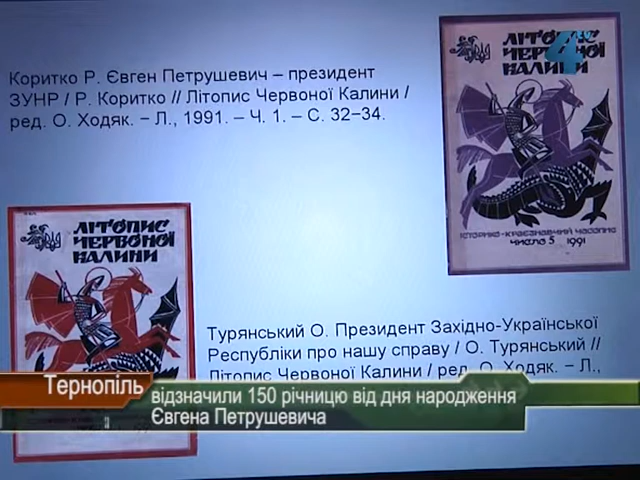 Коритко Р. Євген Петрушевич – президент
ЗУНР / Р. Коритко // Літопис Червоної Калини /
ред. О. Ходяк. – Л., 1991. – Ч. 1. – С. 32–34.
4
ЛІТОПИС
ЧЕРВОНОЇ
КАЛИНИ
ІСТОРИКО-КРАЄЗНАВЧИЙ ЧАСОПИС
ЧИСЛО 5 1991
ЛІТОПИС
ЧЕРВОНОЇ
КАЛИНИ
Турянський О. Президент Західно-Української
Республіки про нашу справу / О. Турянський //
Літопис Червоної Калини / ред. О. Ходяк. – Л.,
Тернопіль
відзначили 150 річницю від дня народження
Євгена Петрушевича